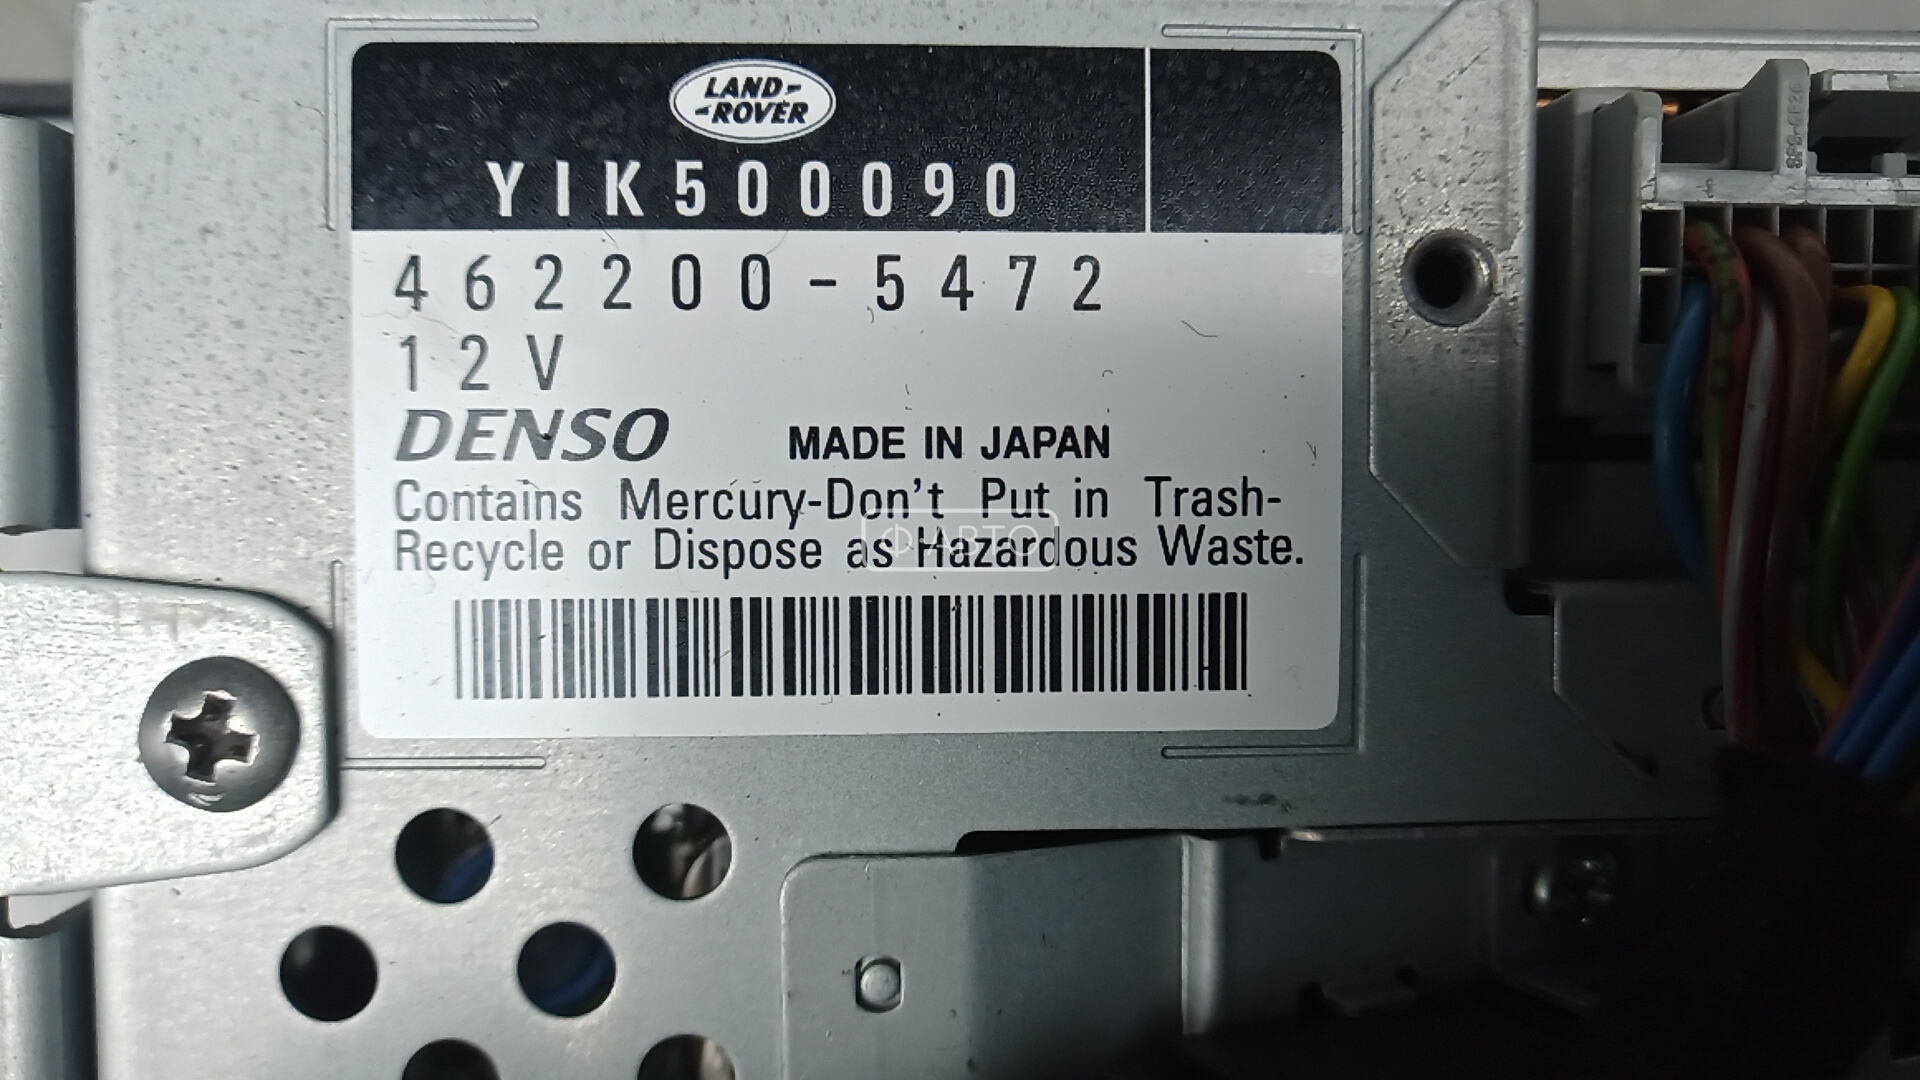 LAND-
-ROVER
YIK500090
462200-5472
12V
DENSO MADE IN JAPAN
Contains Mercury-Don't Put in Trash-
Recycle or Dispose as Hazardous Waste.
Ф-АВТО